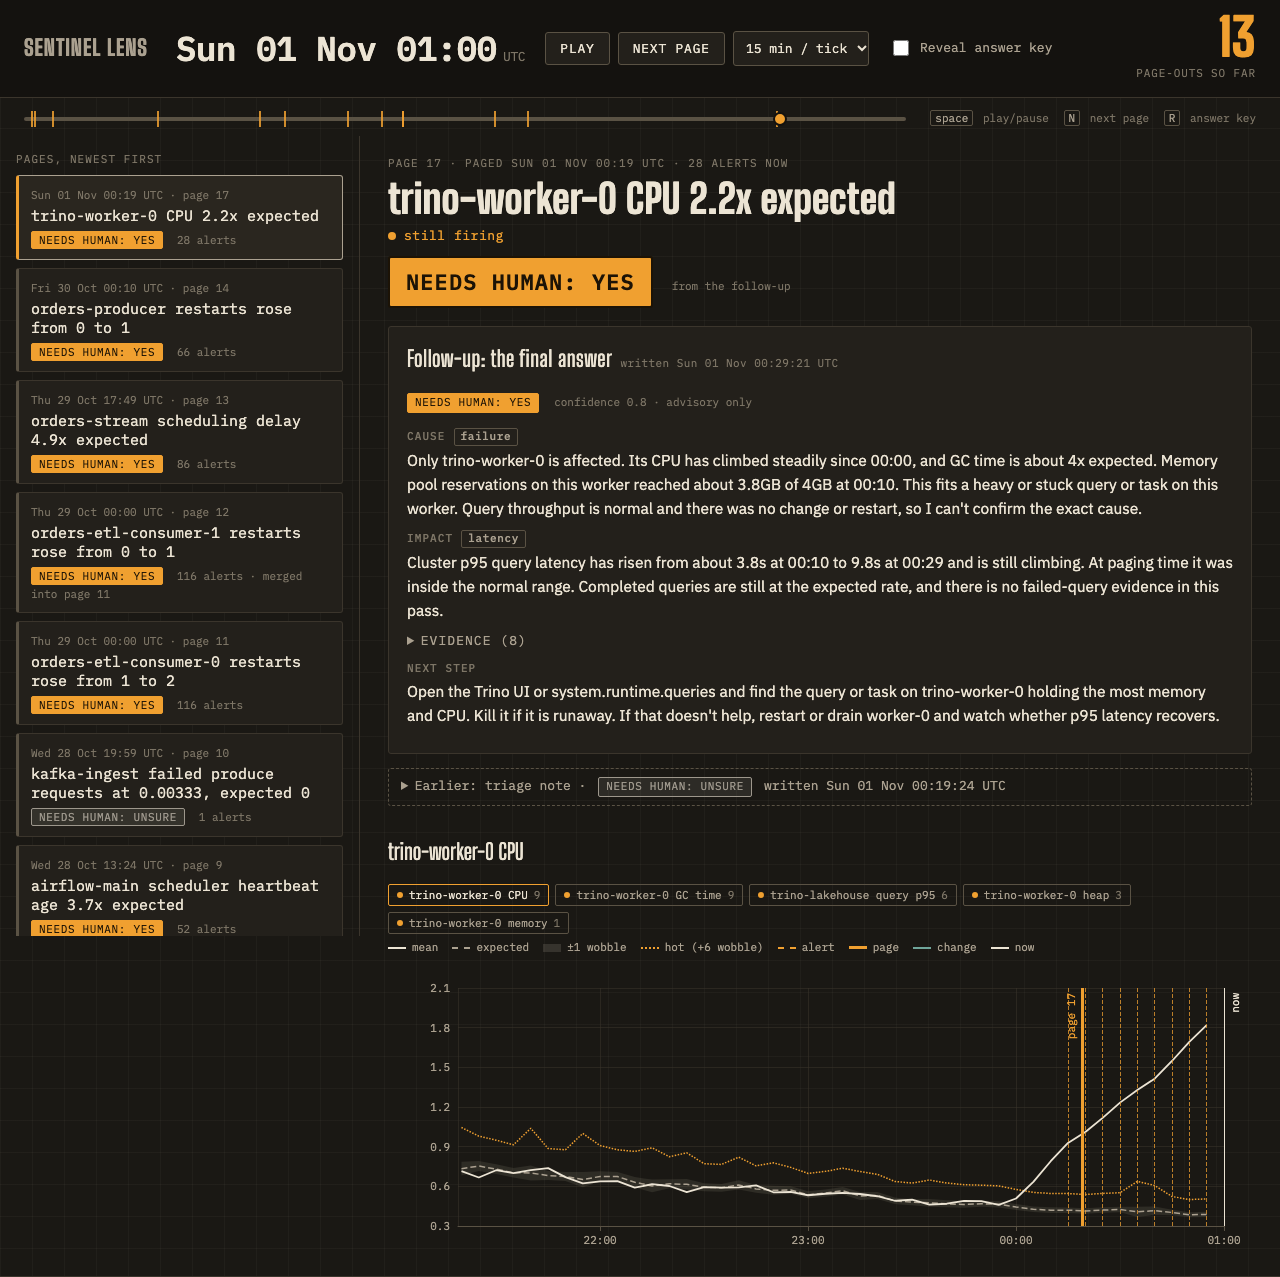 SENTINEL LENS
Sun 01 Nov 01:00 UTC
PLAY
NEXT PAGE
15 min / tick
Reveal answer key
13
PAGE-OUTS SO FAR
space play/pause N next page R answer key
PAGES, NEWEST FIRST
Sun 01 Nov 00:19 UTC · page 17
trino-worker-0 CPU 2.2x expected
NEEDS HUMAN: YES 28 alerts
Fri 30 Oct 00:10 UTC · page 14
orders-producer restarts rose
from 0 to 1
NEEDS HUMAN: YES 66 alerts
Thu 29 Oct 17:49 UTC · page 13
orders-stream scheduling delay
4.9x expected
NEEDS HUMAN: YES 86 alerts
Thu 29 Oct 00:00 UTC · page 12
orders-etl-consumer-1 restarts
rose from 0 to 1
NEEDS HUMAN: YES 116 alerts · merged
into page 11
Thu 29 Oct 00:00 UTC · page 11
orders-etl-consumer-0 restarts
rose from 1 to 2
NEEDS HUMAN: YES 116 alerts
Wed 28 Oct 19:59 UTC · page 10
kafka-ingest failed produce
requests at 0.00333, expected 0
NEEDS HUMAN: UNSURE 1 alerts
Wed 28 Oct 13:24 UTC · page 9
airflow-main scheduler heartbeat
age 3.7x expected
NEEDS HUMAN: YES 52 alerts
PAGE 17 · PAGED SUN 01 NOV 00:19 UTC · 28 ALERTS NOW
trino-worker-0 CPU 2.2x expected
still firing
NEEDS HUMAN: YES from the follow-up
Follow-up: the final answer written Sun 01 Nov 00:29:21 UTC
NEEDS HUMAN: YES confidence 0.8 · advisory only
CAUSE failure
Only trino-worker-0 is affected. Its CPU has climbed steadily since 00:00, and GC time is about 4x expected. Memory
pool reservations on this worker reached about 3.8GB of 4GB at 00:10. This fits a heavy or stuck query or task on this
worker. Query throughput is normal and there was no change or restart, so I can't confirm the exact cause.
IMPACT latency
Cluster p95 query latency has risen from about 3.8s at 00:10 to 9.8s at 00:29 and is still climbing. At paging time it was
inside the normal range. Completed queries are still at the expected rate, and there is no failed-query evidence in this
pass.
EVIDENCE (8)
NEXT STEP
Open the Trino UI or system.runtime.queries and find the query or task on trino-worker-0 holding the most memory
and CPU. Kill it if it is runaway. If that doesn't help, restart or drain worker-0 and watch whether p95 latency recovers.
Earlier: triage note · NEEDS HUMAN: UNSURE written Sun 01 Nov 00:19:24 UTC
trino-worker-0 CPU
trino-worker-0 CPU 9
trino-worker-0 GC time 9
trino-lakehouse query p95 6
trino-worker-0 heap 3
trino-worker-0 memory 1
mean expected ±1 wobble hot (+6 wobble) alert page change now
2.1
1.8
1.5
1.2
0.9
0.6
0.3
page 17
now
22:00 23:00 00:00 01:00